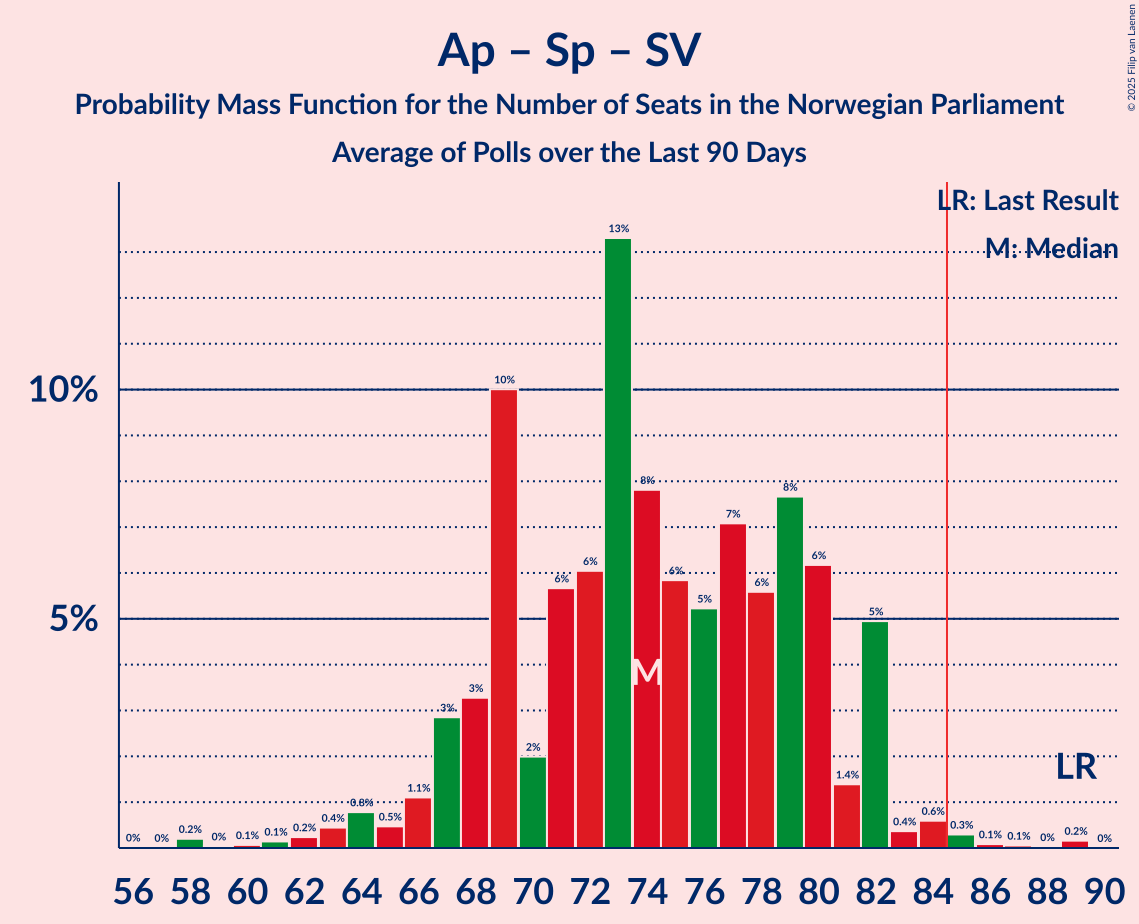 Ap – Sp – SV
Probability Mass Function for the Number of Seats in the Norwegian Parliament
Average of Polls over the Last 90 Days
© 2025 Filip van Laenen
LR: Last Result
M: Median
10%
5%
0% 0% 0.2% 0% 0.1% 0.1% 0.2% 0.4% 0.8% 0.5% 1.1% 3% 3% 10% 2% 6% 6% 13% 8% 6% 5% 7% 6% 8% 6% 1.4% 5% 0.4% 0.6% 0.3% 0.1% 0.1% 0% 0.2% 0%
M
LR
56 58 60 62 64 66 68 70 72 74 76 78 80 82 84 86 88 90